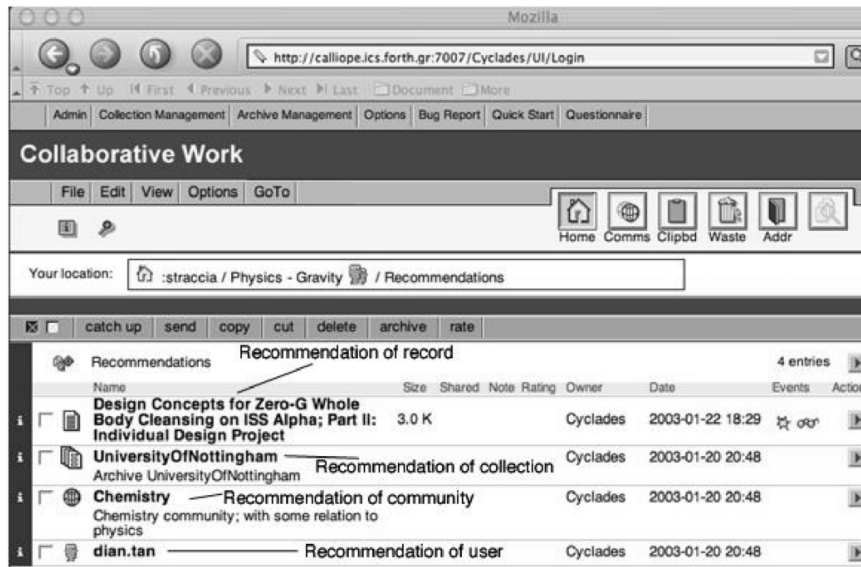 Mozilla
http://calliope.ics.forth.gr:7007/Cyclades/UI/Login
Top Up First Previous Next Last Document More
Admin Collection Management Archive Management Options Bug Report Quick Start Questionnaire
Collaborative Work
File Edit View Options GoTo
Home Comms Clipbd Waste Addr
Your location: :straccia / Physics - Gravity / Recommendations
catch up send copy cut delete archive rate
Recommendation of record
Recommendations 4 entries
Name Size Shared Note Rating Owner Date Events Action
Design Concepts for Zero-G Whole
Body Cleansing on ISS Alpha; Part II: 3.0 K Cyclades 2003-01-22 18:29
Individual Design Project
UniversityOfNottingham Recommendation of collection Cyclades 2003-01-20 20:48
Archive UniversityOfNottingham
Chemistry Recommendation of community Cyclades 2003-01-20 20:48
Chemistry community; with some relation to
physics
dian.tan Recommendation of user Cyclades 2003-01-20 20:48